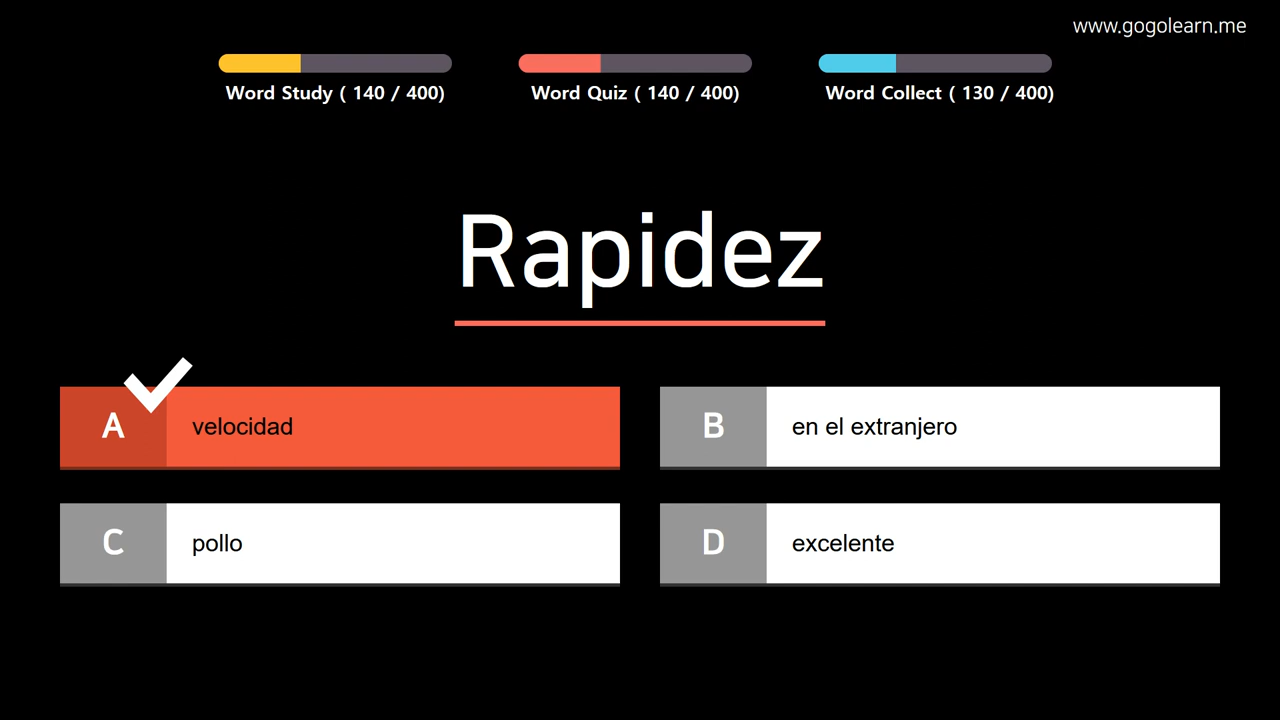 www.gogolearn.me
Word Study ( 140 / 400)
Word Quiz ( 140 / 400)
Word Collect ( 130 / 400)
Rapidez
A velocidad
B en el extranjero
C pollo
D excelente